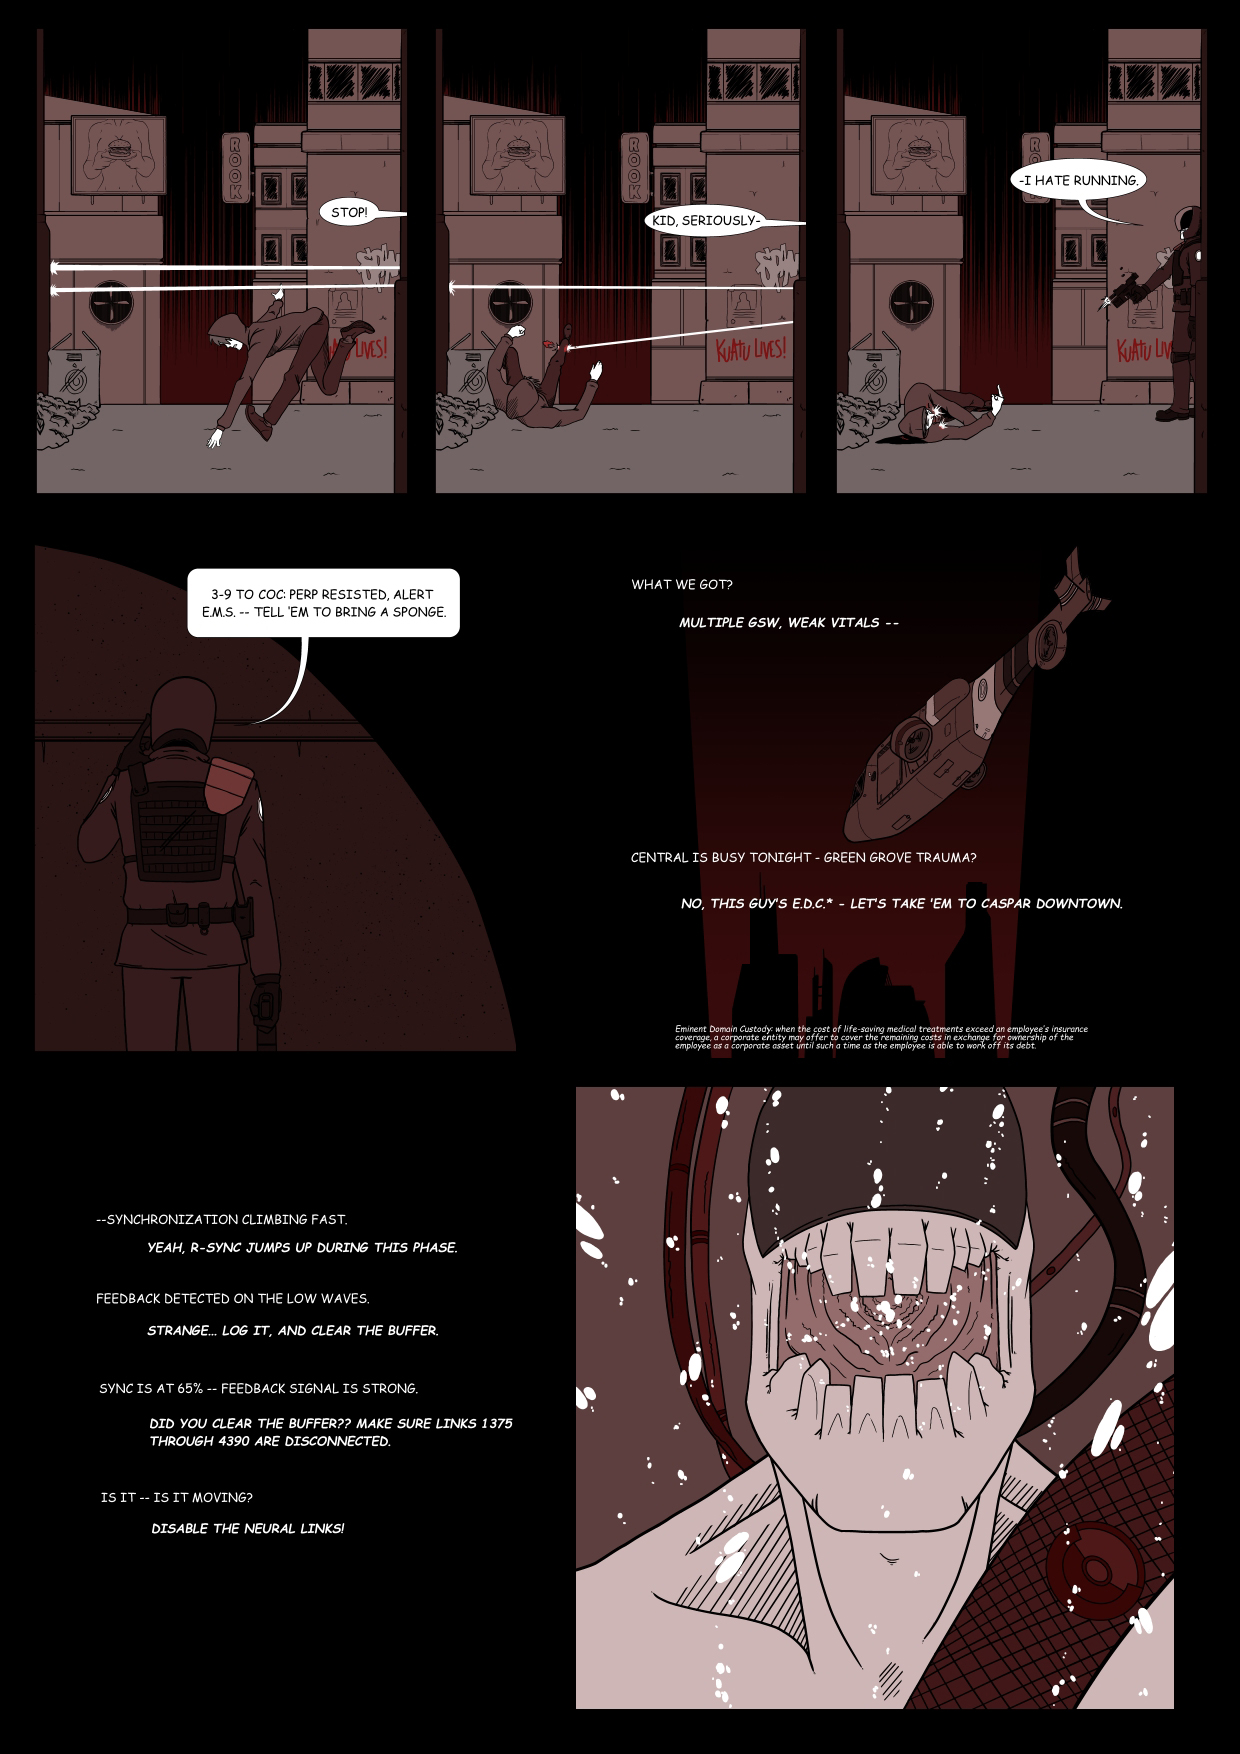 ROOK
STOP!
LIVES!
ROOK
KID, SERIOUSLY-
KUATU LIVES!
-I HATE RUNNING.
KUATU LIV
3-9 TO COC: PERP RESISTED, ALERT
E.M.S. -- TELL 'EM TO BRING A SPONGE.
WHAT WE GOT?
MULTIPLE GSW, WEAK VITALS --
CENTRAL IS BUSY TONIGHT - GREEN GROVE TRAUMA?
NO, THIS GUY'S E.D.C.* - LET'S TAKE 'EM TO CASPAR DOWNTOWN.
Eminent Domain Custody: when the cost of life-saving medical treatments exceed an employee's insurance
coverage, a corporate entity may offer to cover the remaining costs in exchange for ownership of the
employee as a corporate asset until such a time as the employee is able to work off its debt.
--SYNCHRONIZATION CLIMBING FAST.
YEAH, R-SYNC JUMPS UP DURING THIS PHASE.
FEEDBACK DETECTED ON THE LOW WAVES.
STRANGE... LOG IT, AND CLEAR THE BUFFER.
SYNC IS AT 65% -- FEEDBACK SIGNAL IS STRONG.
DID YOU CLEAR THE BUFFER?? MAKE SURE LINKS 1375
THROUGH 4390 ARE DISCONNECTED.
IS IT -- IS IT MOVING?
DISABLE THE NEURAL LINKS!